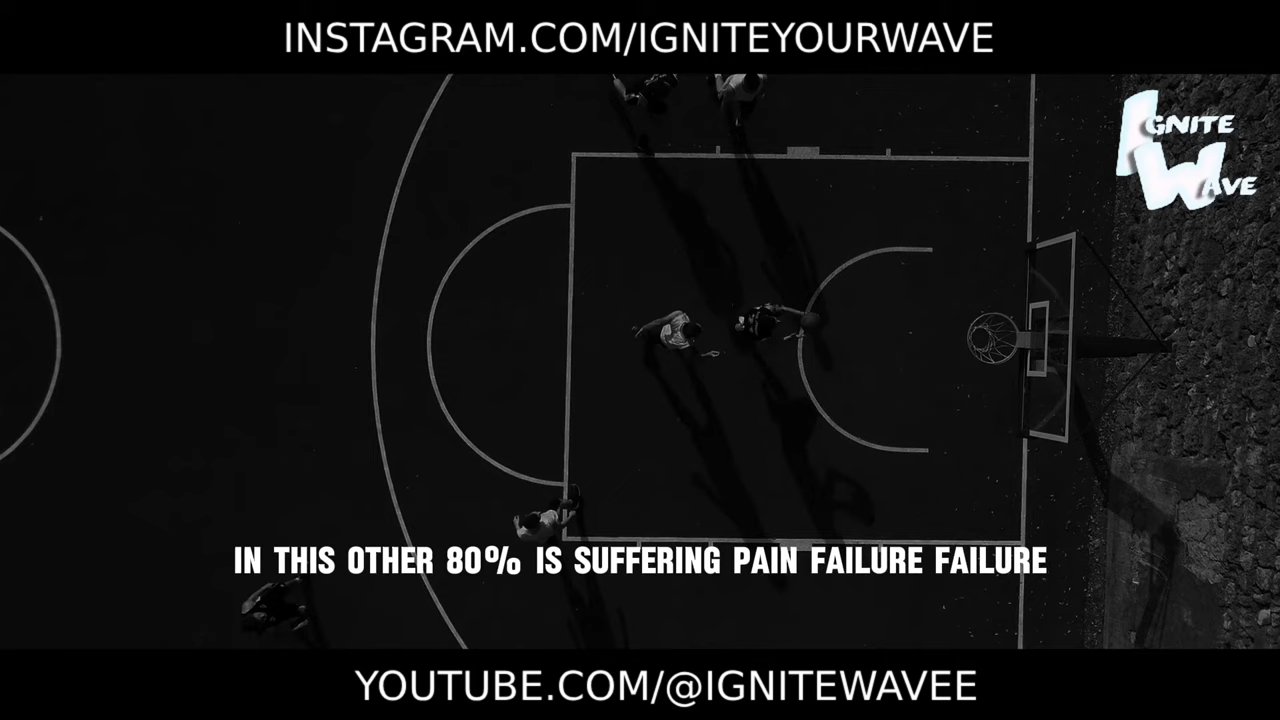 INSTAGRAM.COM/IGNITEYOURWAVE
IGNITE
WAVE
IN THIS OTHER 80% IS SUFFERING PAIN FAILURE FAILURE
YOUTUBE.COM/@IGNITEWAVEE